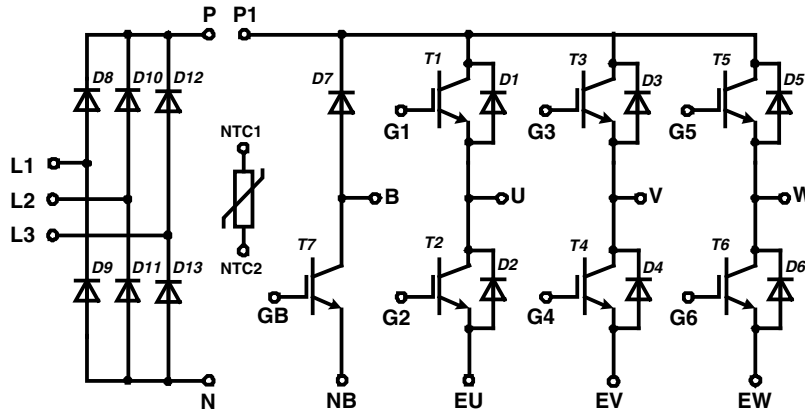 P P1
D8 D10 D12 D7 T1 D1 T3 D3 T5 D5
G1 G3 G5
NTC1
L1
L2 B U V W
L3
NTC2
D9 D11 D13 T7 T2 D2 T4 D4 T6 D6
GB G2 G4 G6
N NB EU EV EW